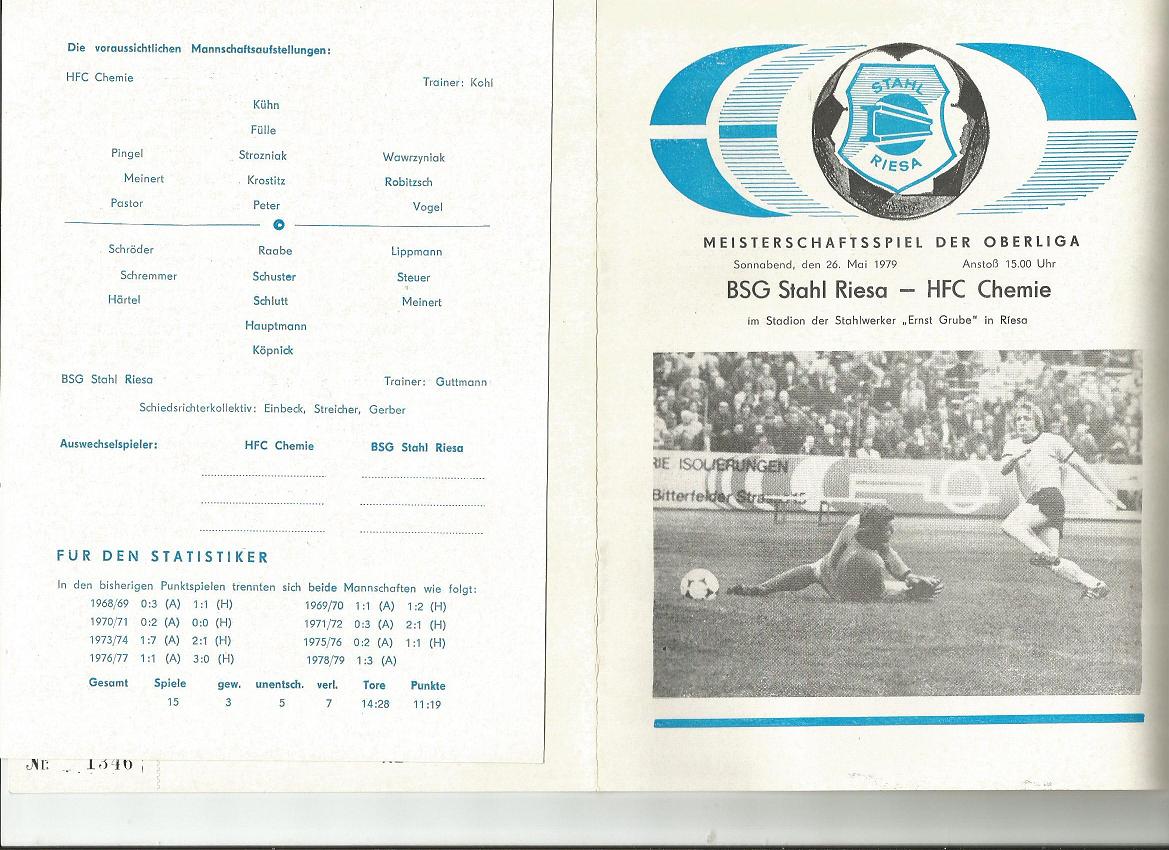 Die voraussichtlichen Mannschaftsaufstellungen:
HFC Chemie Trainer: Kohl
Kühn
Fülle
Pingel Strozniak Wawrzyniak
Meinert Krostitz Robitzsch
Pastor Peter Vogel
Schröder Raabe Lippmann
Schremmer Schuster Steuer
Härtel Schlutt Meinert
Hauptmann
Köpnick
BSG Stahl Riesa Trainer: Guttmann
Schiedsrichterkollektiv: Einbeck, Streicher, Gerber
Auswechselspieler: HFC Chemie BSG Stahl Riesa
FUR DEN STATISTIKER
In den bisherigen Punktspielen trennten sich beide Mannschaften wie folgt:
1968/69 0:3 (A) 1:1 (H) 1969/70 1:1 (A) 1:2 (H)
1970/71 0:2 (A) 0:0 (H) 1971/72 0:3 (A) 2:1 (H)
1973/74 1:7 (A) 2:1 (H) 1975/76 0:2 (A) 1:1 (H)
1976/77 1:1 (A) 3:0 (H) 1978/79 1:3 (A)
Gesamt Spiele gew. unentsch. verl. Tore Punkte
15 3 5 7 14:28 11:19
Nr. 1346
STAHL
RIESA
MEISTERSCHAFTSSPIEL DER OBERLIGA
Sonnabend, den 26. Mai 1979 Anstoß 15.00 Uhr
BSG Stahl Riesa – HFC Chemie
im Stadion der Stahlwerker „Ernst Grube" in Riesa
RIE ISOLIERUNGEN
Bitterfelder Stra